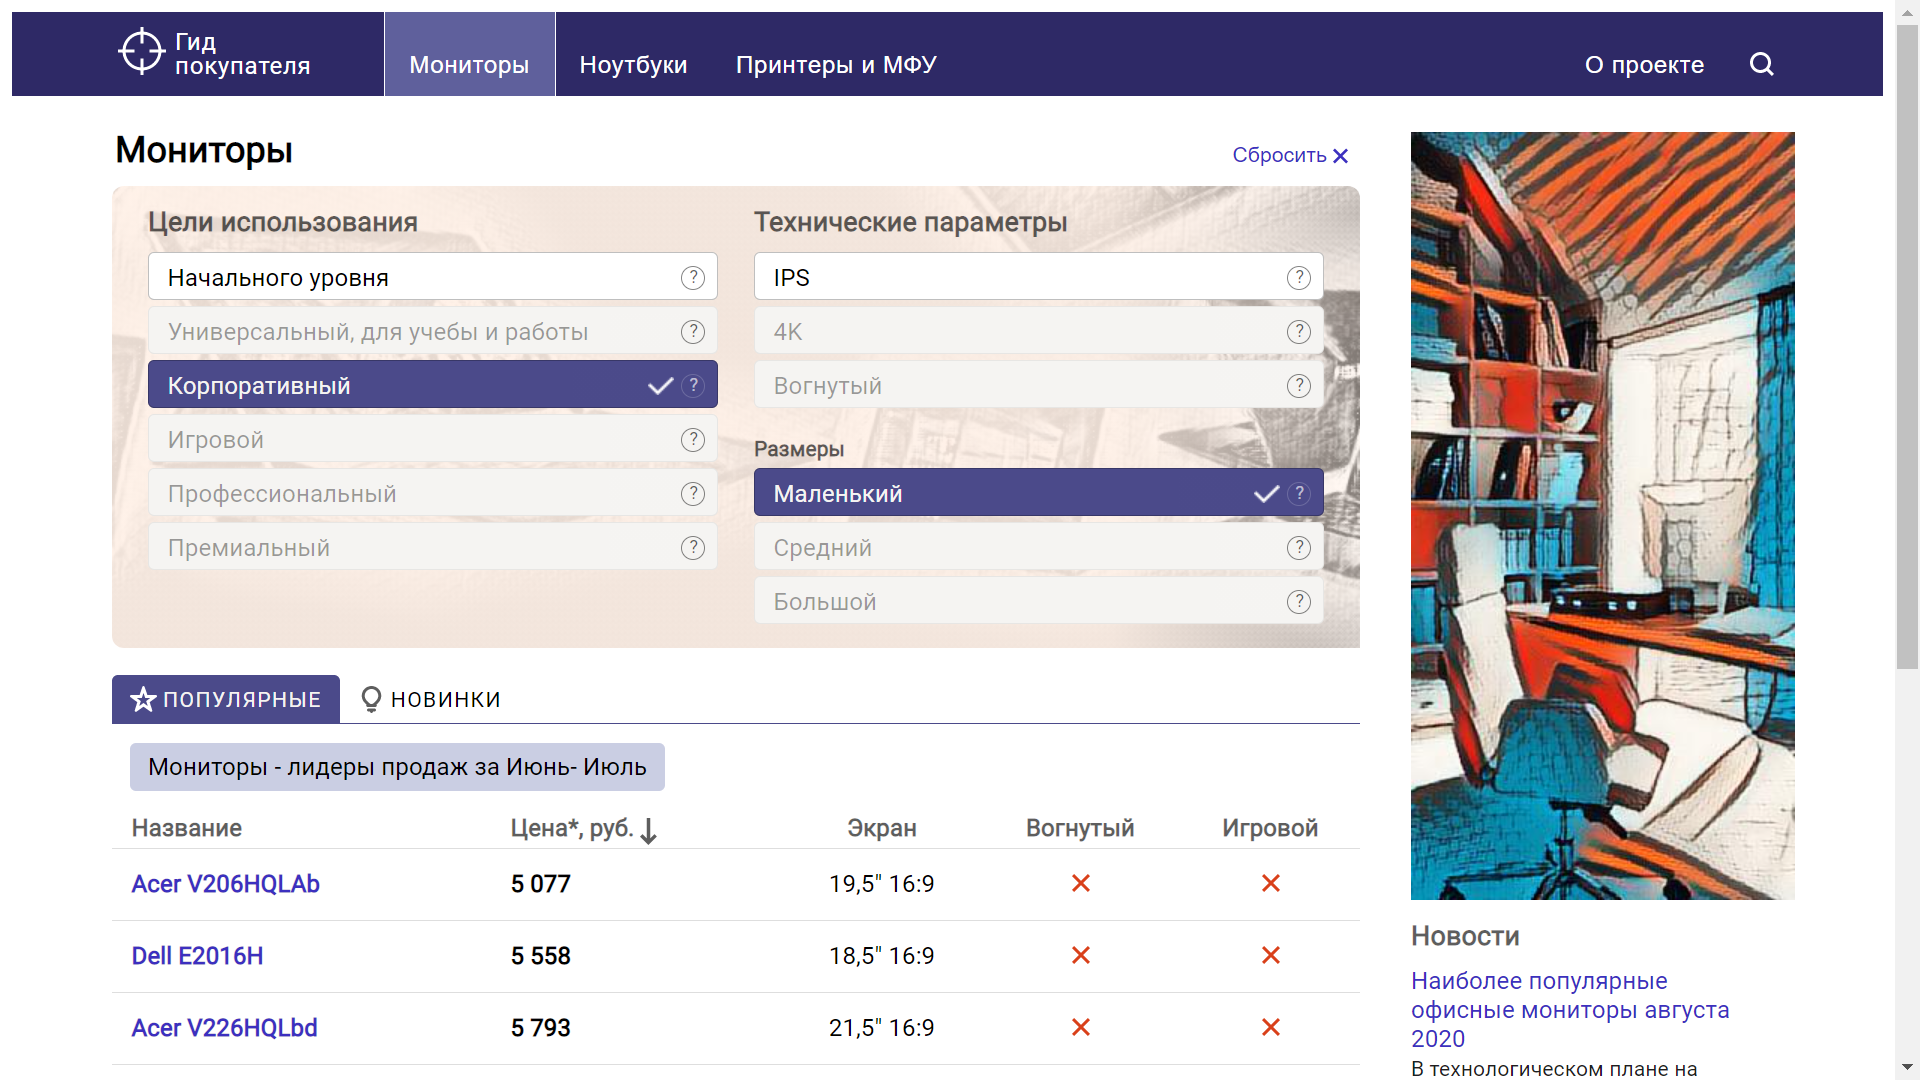 Гид
покупателя
Мониторы
Ноутбуки
Принтеры и МФУ
О проекте
Мониторы
Сбросить
Цели использования
Начального уровня
Универсальный, для учебы и работы
Корпоративный
Игровой
Профессиональный
Премиальный
Технические параметры
IPS
4K
Вогнутый
Размеры
Маленький
Средний
Большой
ПОПУЛЯРНЫЕ
НОВИНКИ
Мониторы - лидеры продаж за Июнь- Июль
Название Цена*, руб. Экран Вогнутый Игровой
Acer V206HQLAb 5 077 19,5" 16:9
Dell E2016H 5 558 18,5" 16:9
Acer V226HQLbd 5 793 21,5" 16:9
Новости
Наиболее популярные
офисные мониторы августа
2020
В технологическом плане на